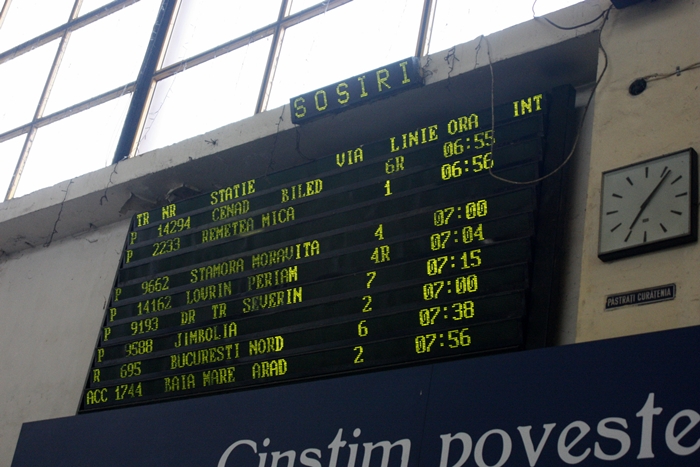 SOSIRI
TR NR STATIE VIA LINIE ORA INT
P 14294 CENAD BILED 6R 06:55
P 2233 REMETEA MICA 1 06:56
P 9662 STAMORA MORAVITA 4 07:00
P 14162 LOVRIN PERIAM 4R 07:04
P 9193 DR TR SEVERIN 7 07:15
P 9588 JIMBOLIA 2 07:00
R 695 BUCURESTI NORD 6 07:38
ACC 1744 BAIA MARE ARAD 2 07:56
PASTRATI CURĂTENIA
Cinstim poveste